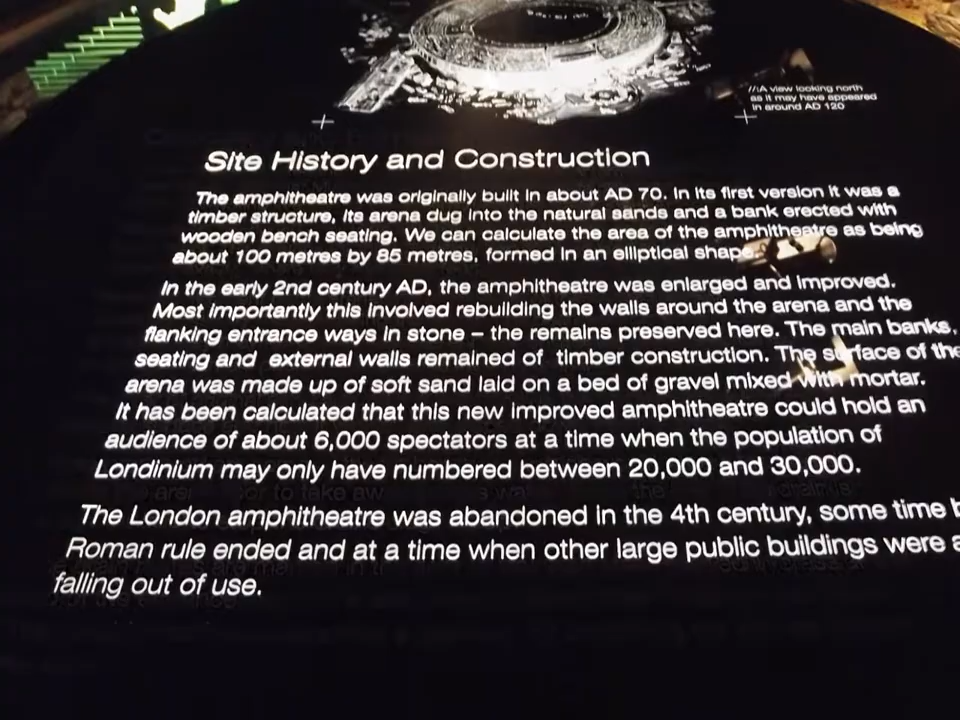 //:A view looking north
as it may have appeared
in around AD 120
Site History and Construction
The amphitheatre was originally built in about AD 70. In its first version it was a
timber structure, its arena dug into the natural sands and a bank erected with
wooden bench seating. We can calculate the area of the amphitheatre as being
about 100 metres by 85 metres, formed in an elliptical shape.
In the early 2nd century AD, the amphitheatre was enlarged and improved.
Most importantly this involved rebuilding the walls around the arena and the
flanking entrance ways in stone – the remains preserved here. The main banks,
seating and external walls remained of timber construction. The surface of the
arena was made up of soft sand laid on a bed of gravel mixed with mortar.
It has been calculated that this new improved amphitheatre could hold an
audience of about 6,000 spectators at a time when the population of
Londinium may only have numbered between 20,000 and 30,000.
The London amphitheatre was abandoned in the 4th century, some time
Roman rule ended and at a time when other large public buildings were
falling out of use.